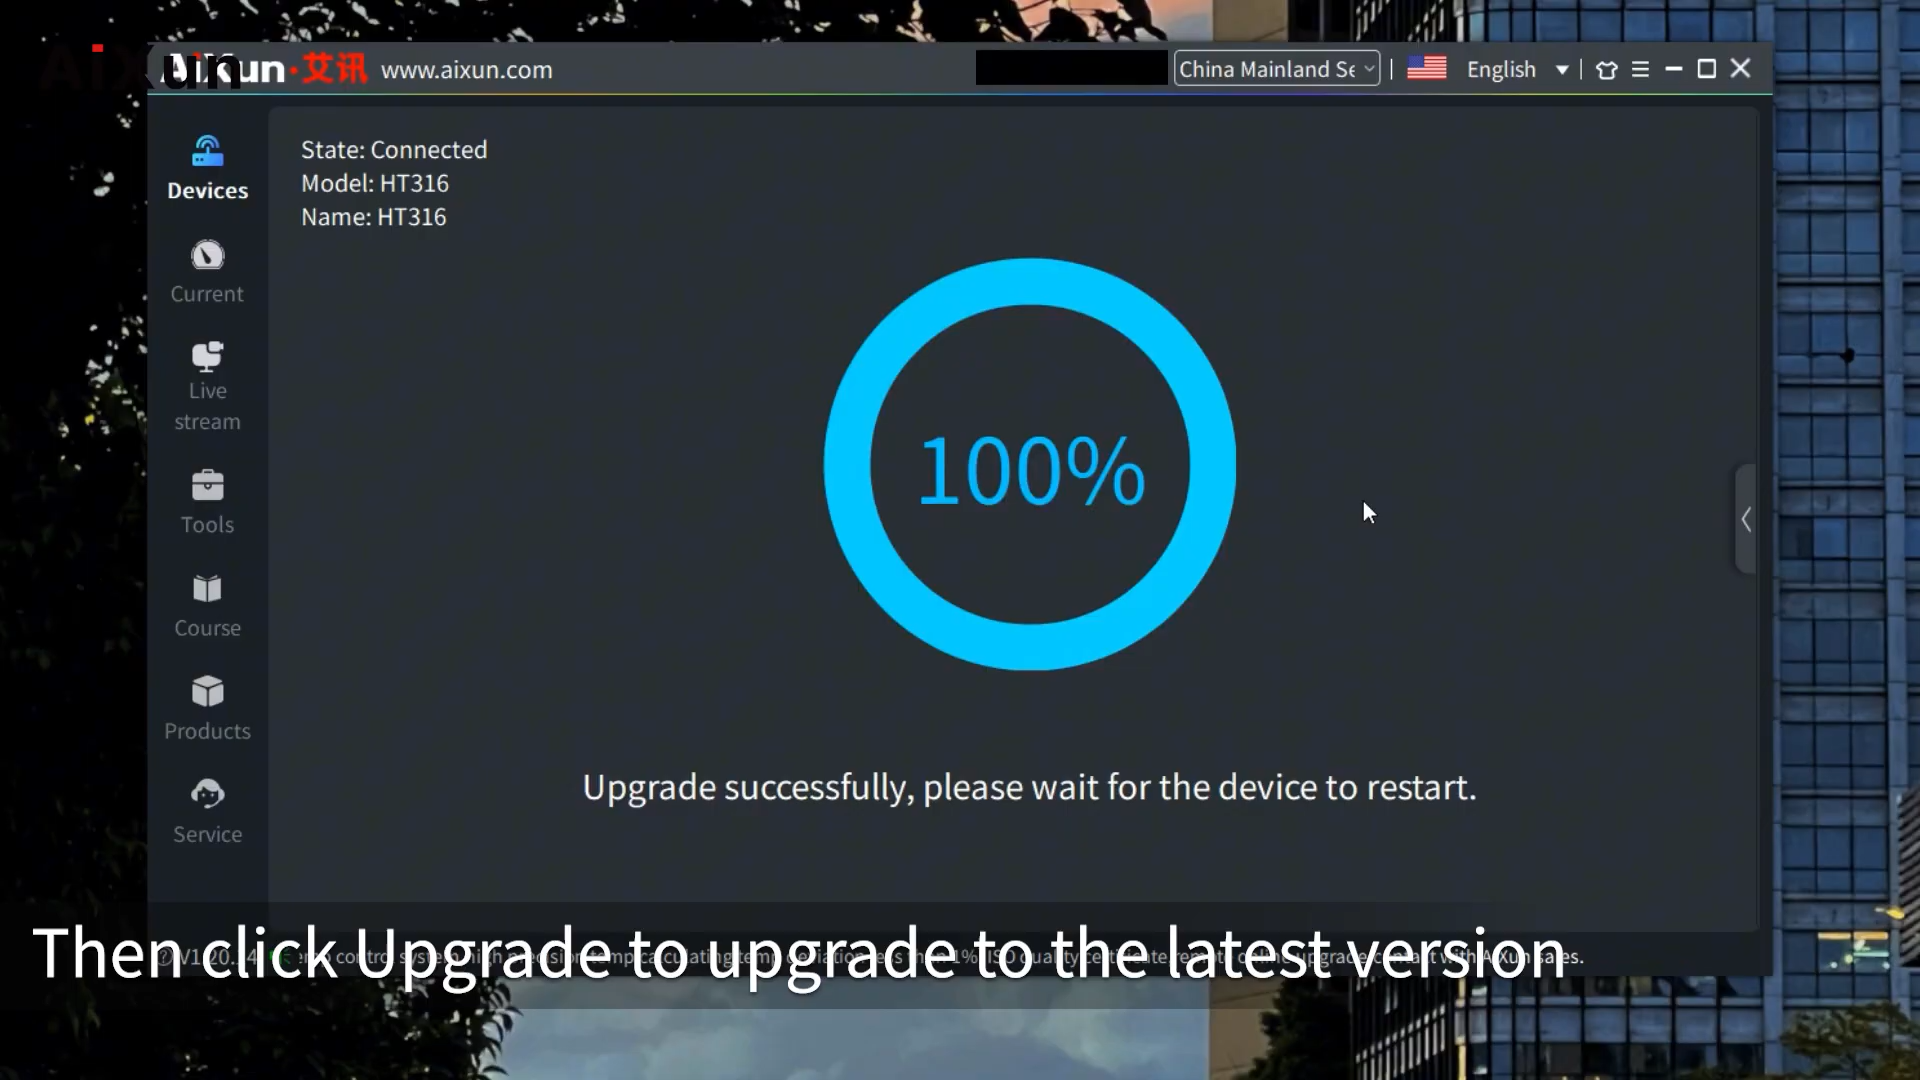 AiXun
AiXun·艾讯 www.aixun.com
China Mainland Se
English
State: Connected
Model: HT316
Name: HT316
Devices
Current
Live
stream
Tools
Course
Products
Service
100%
Upgrade successfully, please wait for the device to restart.
Then click Upgrade to upgrade to the latest version